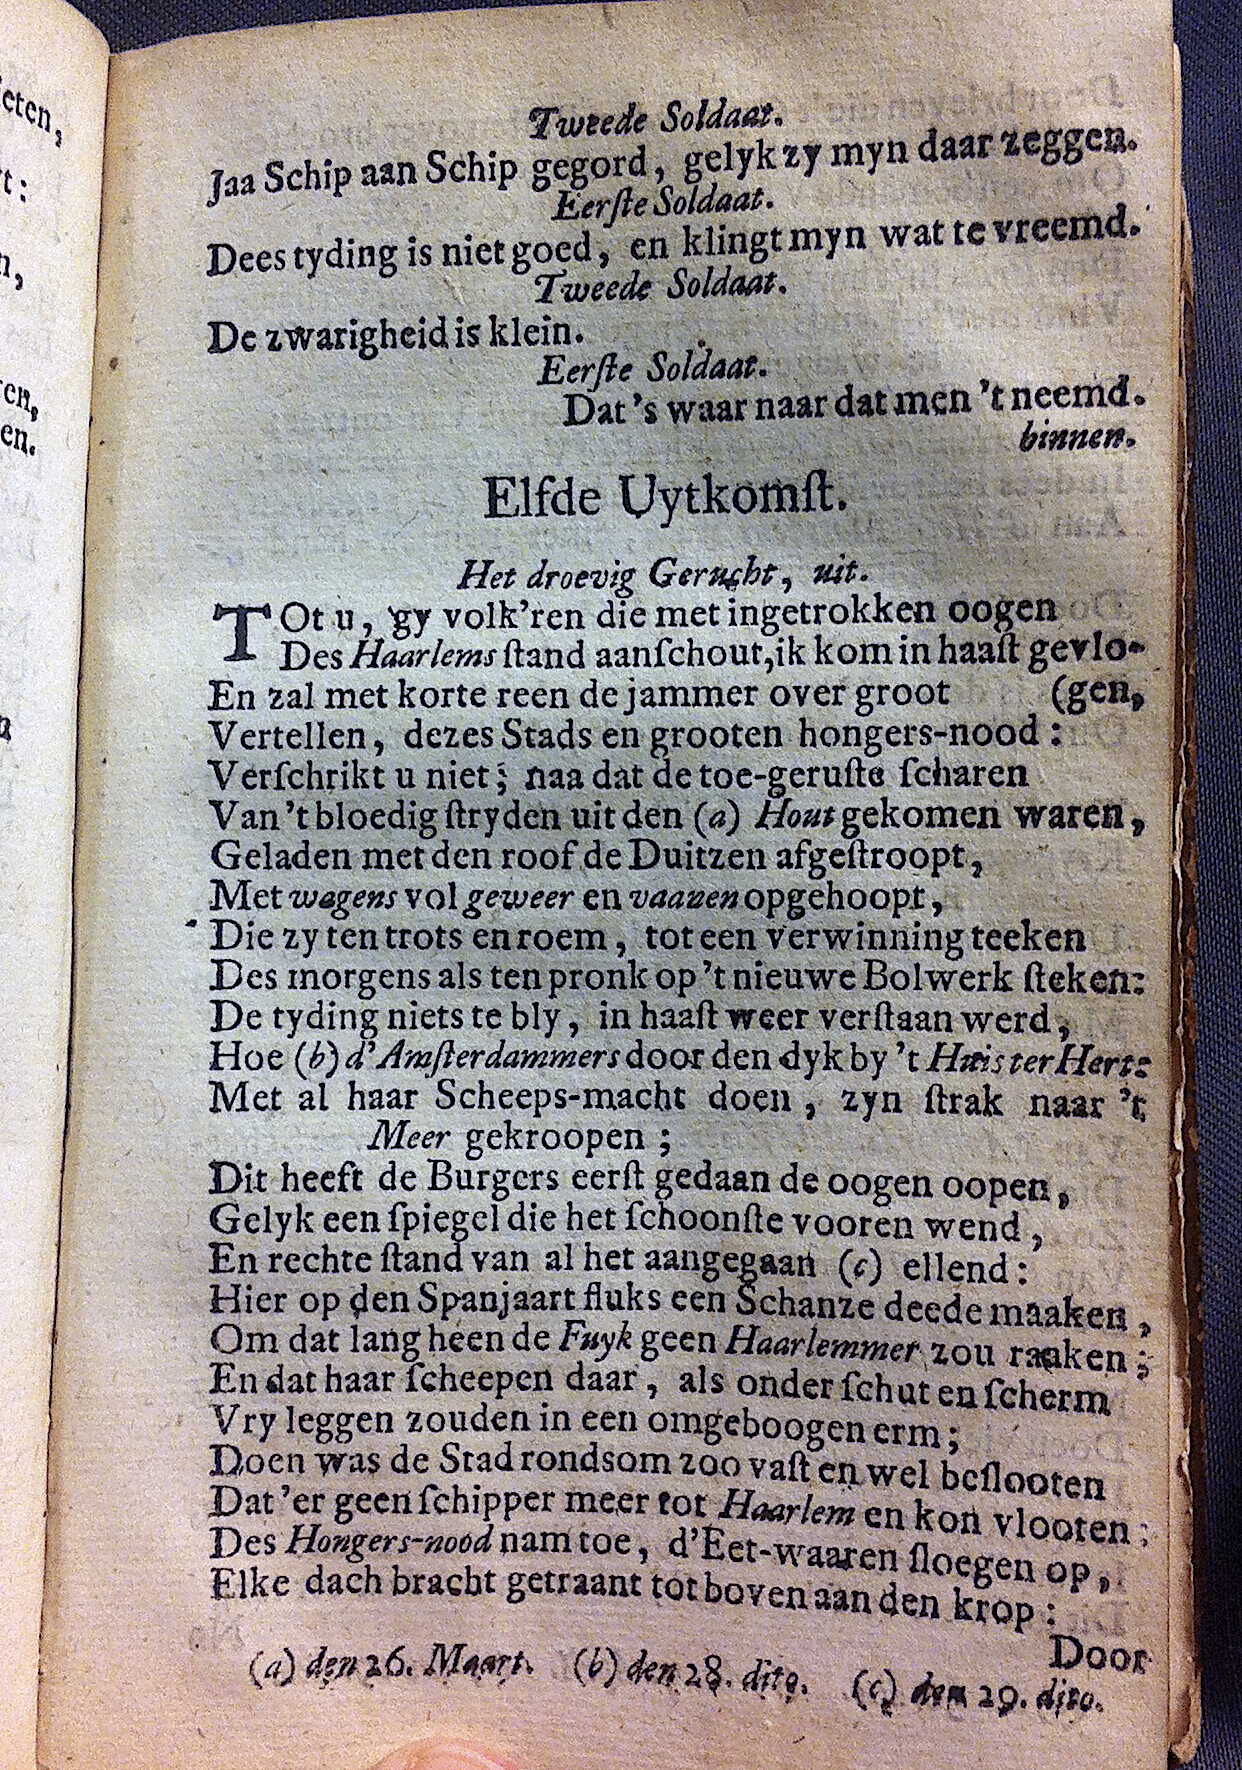 eten,
t:
n,
en,
en.
Tweede Soldaat.
Jaa Schip aan Schip gegord, gelyk zy myn daar zeggen.
Eerſte Soldaat.
Dees tyding is niet goed, en klingt myn wat te vreemd.
Tweede Soldaat.
De zwarigheid is klein.
Eerſte Soldaat.
Dat 's waar naar dat men 't neemd.
binnen.
Elfde Uytkomſt.
Het droevig Gerucht, uit.
TOt u, gy volk'ren die met ingetrokken oogen
Des Haarlems ſtand aanſchout, ik kom in haaſt gevlo-
En zal met korte reen de jammer over groot (gen,
Vertellen, dezes Stads en grooten hongers-nood:
Verſchrikt u niet; naa dat de toe-geruſte ſcharen
Van 't bloedig ſtryden uit den (a) Hout gekomen waren,
Geladen met den roof de Duitzen afgeſtroopt,
Met wagens vol geweer en vaanen opgehoopt,
Die zy ten trots en roem, tot een verwinning teeken
Des morgens als ten pronk op 't nieuwe Bolwerk ſteken:
De tyding niets te bly, in haaſt weer verſtaan werd,
Hoe (b) d'Amſterdammers door den dyk by 't Huis ter Hert:
Met al haar Scheeps-macht doen, zyn ſtrak naar 't
Meer gekroopen;
Dit heeft de Burgers eerſt gedaan de oogen oopen,
Gelyk een ſpiegel die het ſchoonſte vooren wend,
En rechte ſtand van al het aangegaan (c) ellend:
Hier op den Spanjaart fluks een Schanze deede maaken,
Om dat lang heen de Fuyk geen Haarlemmer zou raaken;
En dat haar ſcheepen daar, als onder ſchut en ſcherm
Vry leggen zouden in een omgeboogen erm;
Doen was de Stad rondsom zoo vaſt en wel beſlooten
Dat 'er geen ſchipper meer tot Haarlem en kon vlooten:
Des Hongers-nood nam toe, d'Eet-waaren ſloegen op,
Elke dach bracht getraant tot boven aan den krop:
Door
(a) den 26. Maart. (b) den 28. dito. (c) den 29. dito.